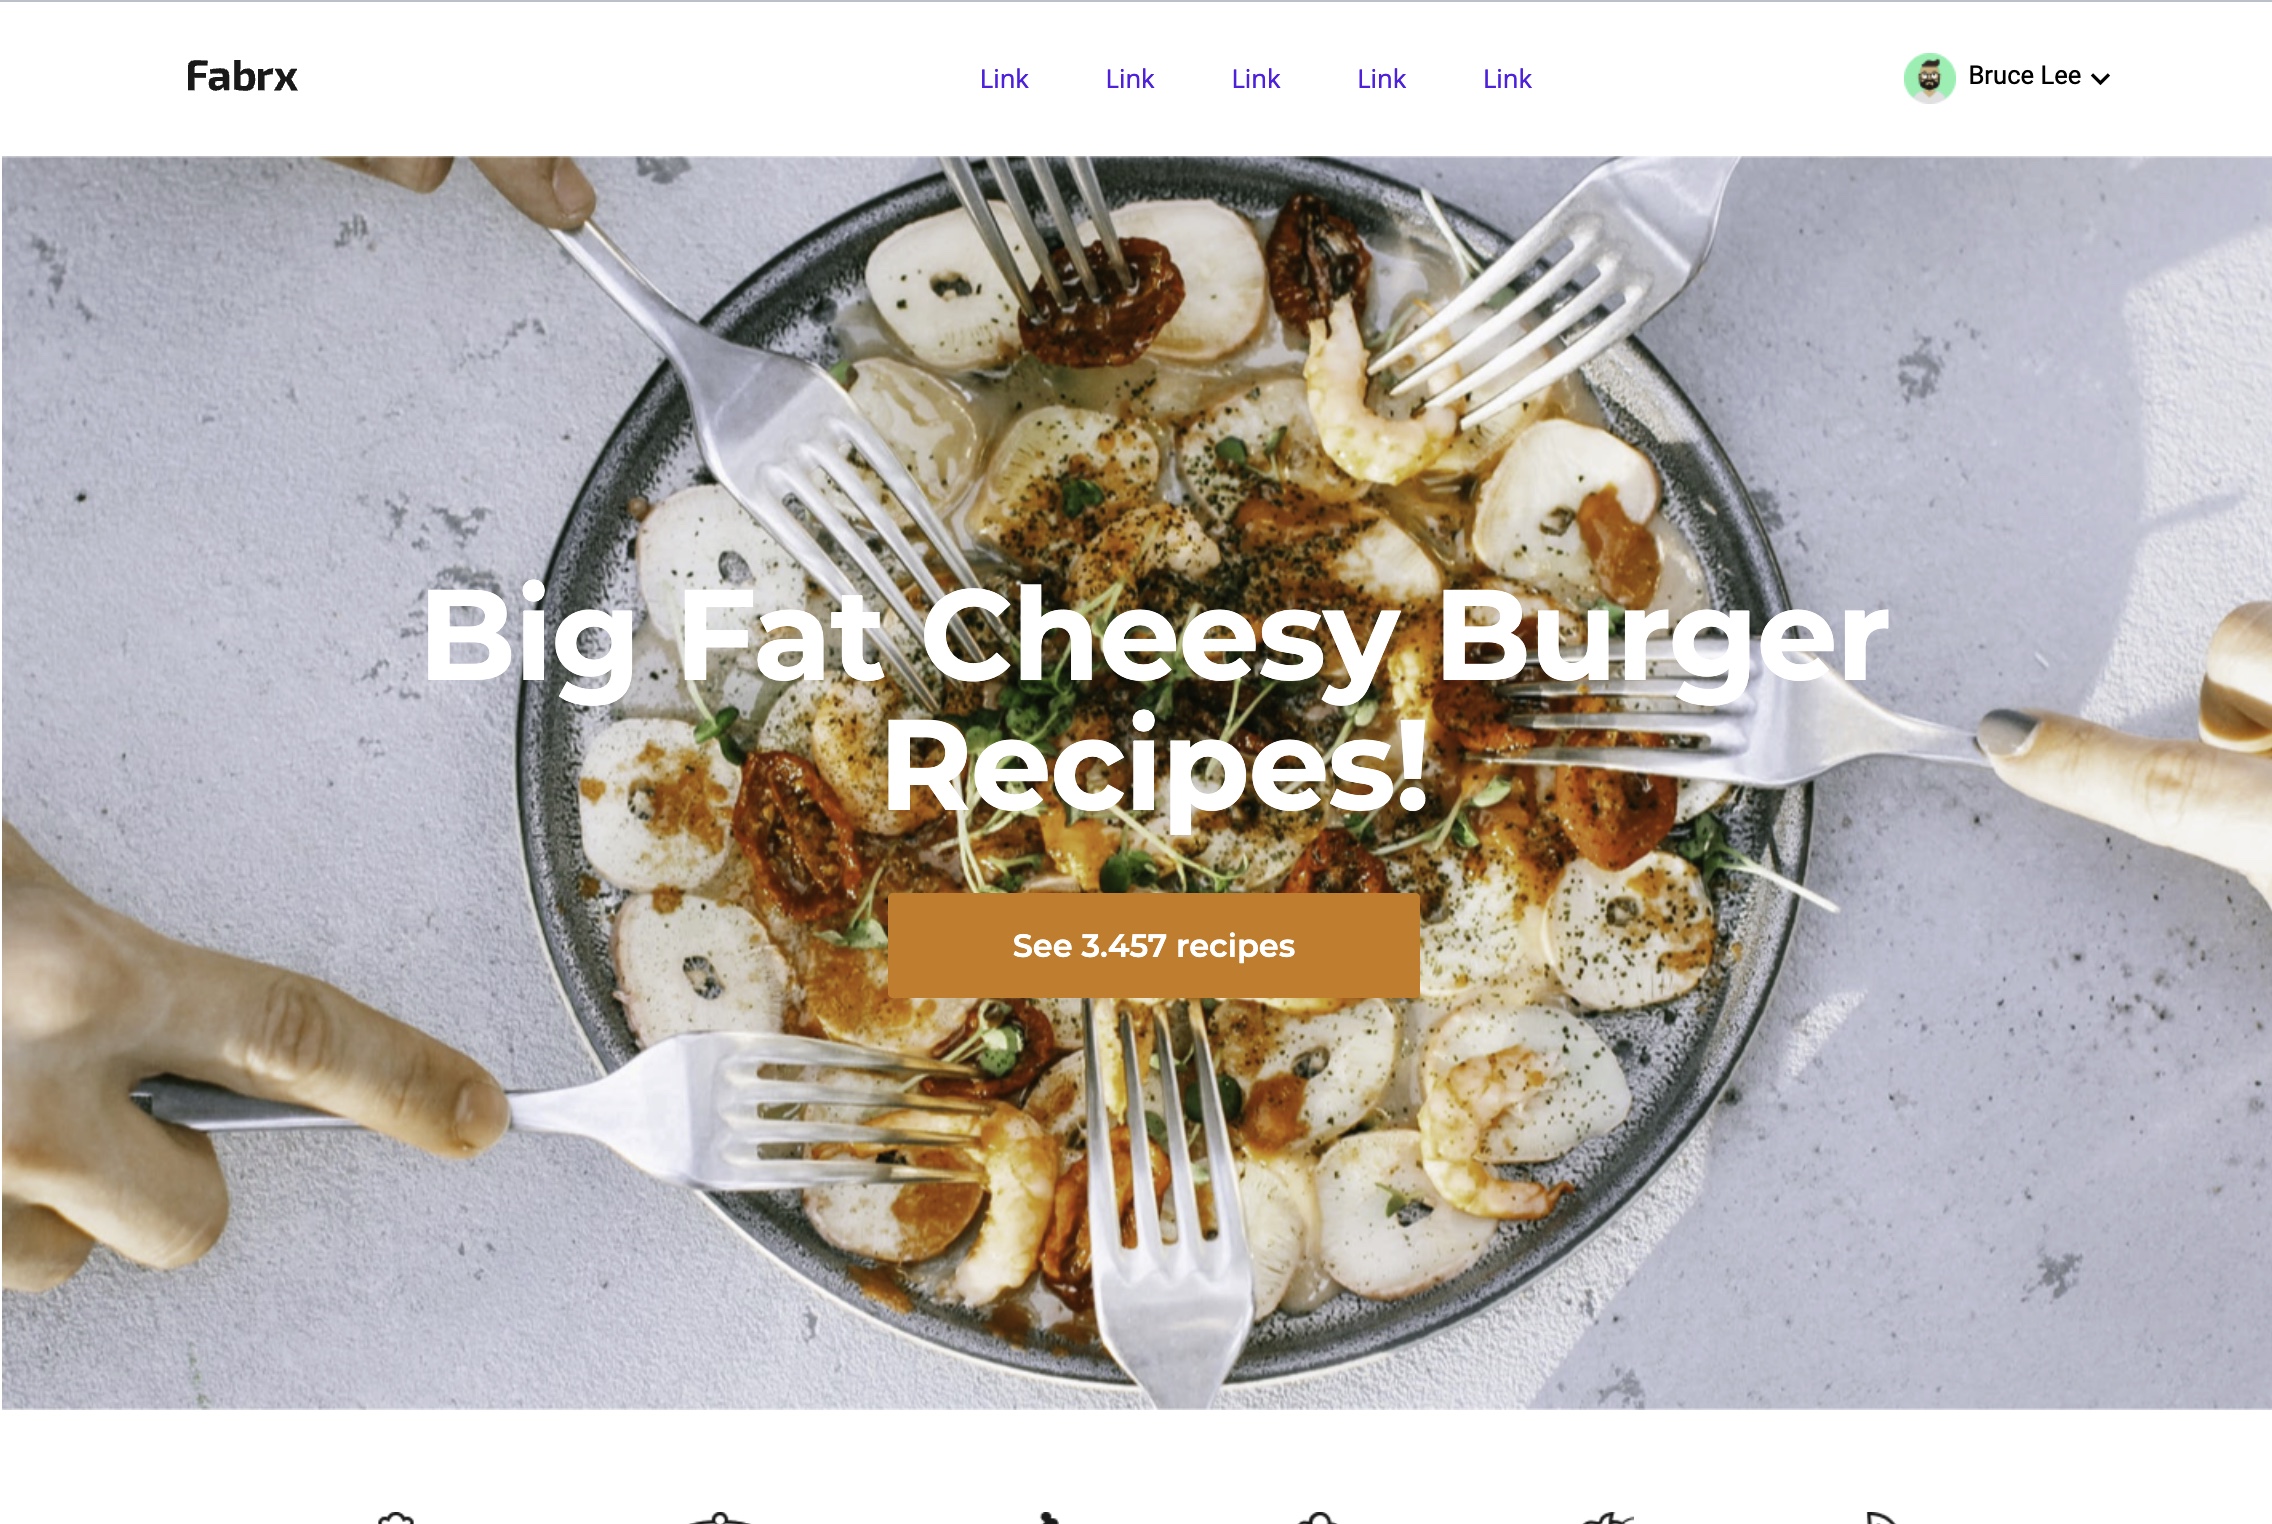 Fabrx
Link Link Link Link Link
Bruce Lee
Big Fat Cheesy Burger
Recipes!
See 3.457 recipes